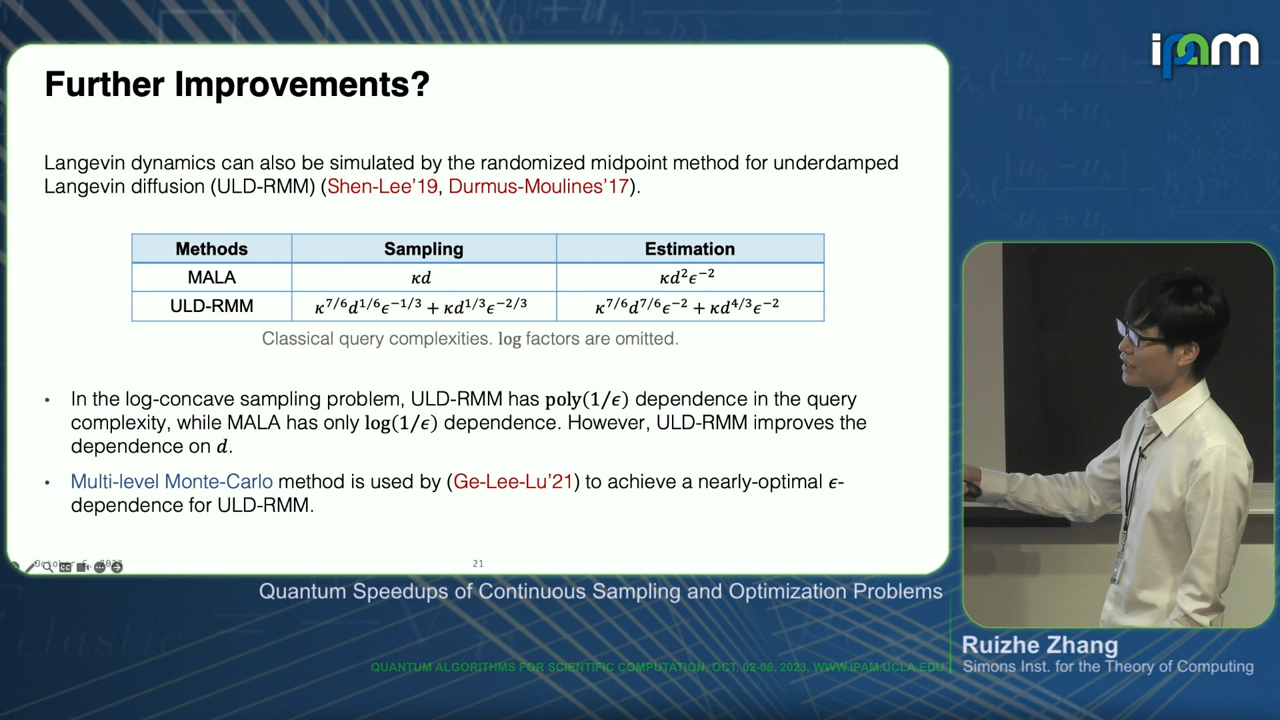 ipam
Further Improvements?
Langevin dynamics can also be simulated by the randomized midpoint method for underdamped
Langevin diffusion (ULD-RMM) (Shen-Lee’19, Durmus-Moulines’17).
Methods Sampling Estimation
MALA κd κd²ϵ⁻²
ULD-RMM κ^{7/6}d^{1/6}ϵ^{−1/3} + κd^{1/3}ϵ^{−2/3} κ^{7/6}d^{7/6}ϵ^{−2} + κd^{4/3}ϵ^{−2}
Classical query complexities. log factors are omitted.
• In the log-concave sampling problem, ULD-RMM has poly(1/ϵ) dependence in the query
complexity, while MALA has only log(1/ϵ) dependence. However, ULD-RMM improves the
dependence on d.
• Multi-level Monte-Carlo method is used by (Ge-Lee-Lu’21) to achieve a nearly-optimal ϵ-
dependence for ULD-RMM.
21
Quantum Speedups of Continuous Sampling and Optimization Problems
Ruizhe Zhang
Simons Inst. for the Theory of Computing
QUANTUM ALGORITHMS FOR SCIENTIFIC COMPUTATION, OCT. 02-06, 2023, WWW.IPAM.UCLA.EDU